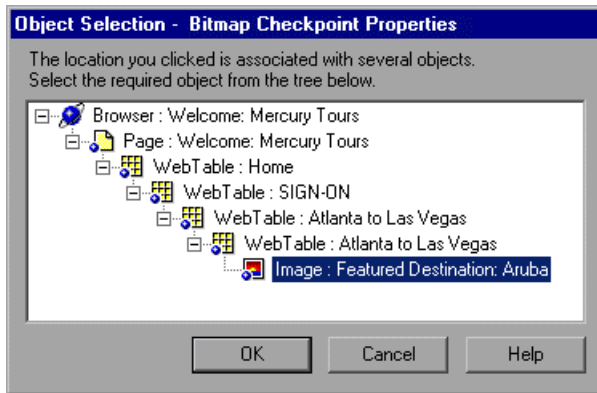 Object Selection - Bitmap Checkpoint Properties
The location you clicked is associated with several objects.
Select the required object from the tree below.
Browser : Welcome: Mercury Tours
Page : Welcome: Mercury Tours
WebTable : Home
WebTable : SIGN-ON
WebTable : Atlanta to Las Vegas
WebTable : Atlanta to Las Vegas
Image : Featured Destination: Aruba
OK Cancel Help